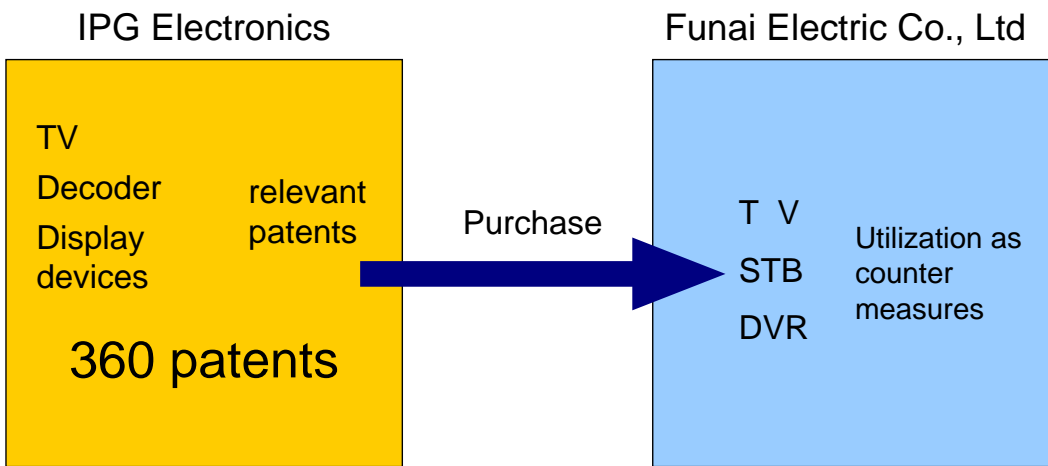 IPG Electronics
Funai Electric Co., Ltd
TV
Decoder
Display
devices
relevant
patents
360 patents
Purchase
T V
STB
DVR
Utilization as
counter
measures